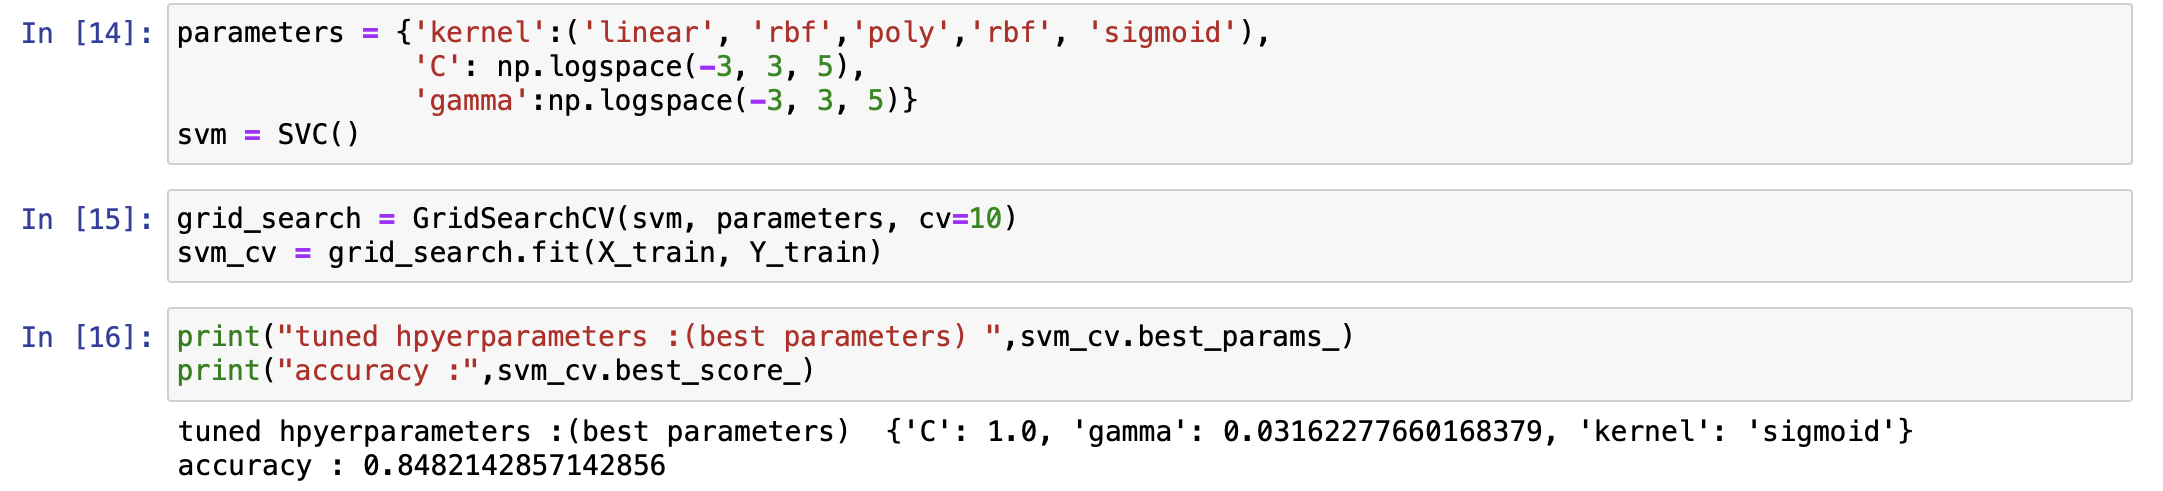 In [14]: parameters = {'kernel':('linear', 'rbf','poly','rbf', 'sigmoid'),
'C': np.logspace(-3, 3, 5),
'gamma':np.logspace(-3, 3, 5)}
svm = SVC()
In [15]: grid_search = GridSearchCV(svm, parameters, cv=10)
svm_cv = grid_search.fit(X_train, Y_train)
In [16]: print("tuned hpyerparameters :(best parameters) ",svm_cv.best_params_)
print("accuracy :",svm_cv.best_score_)
tuned hpyerparameters :(best parameters)  {'C': 1.0, 'gamma': 0.03162277660168379, 'kernel': 'sigmoid'}
accuracy : 0.8482142857142856